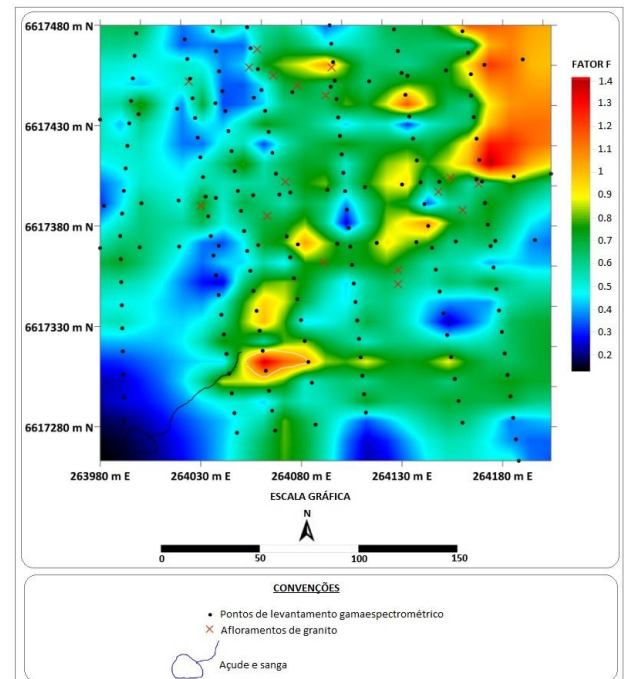 6617480 m N
6617430 m N
6617380 m N
6617330 m N
6617280 m N
263980 m E 264030 m E 264080 m E 264130 m E 264180 m E
FATOR F
1.4
1.3
1.2
1.1
1
0.9
0.8
0.7
0.6
0.5
0.4
0.3
0.2
ESCALA GRÁFICA
N
0 50 100 150
CONVENÇÕES
Pontos de levantamento gamaespectrométrico
Afloramentos de granito
Açude e sanga